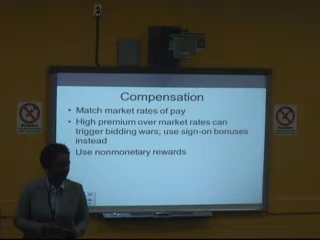 Compensation
• Match market rates of pay
• High premium over market rates can
trigger bidding wars; use sign-on bonuses
instead
• Use nonmonetary rewards